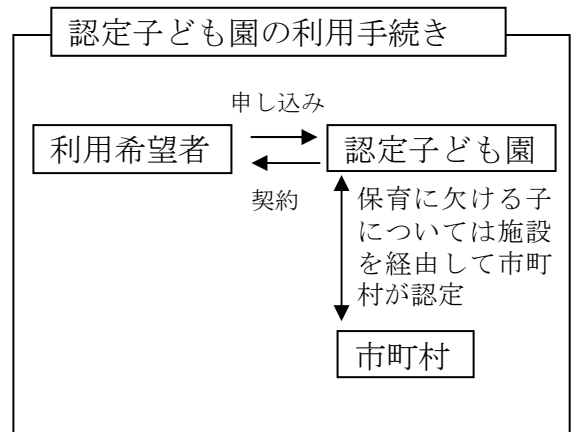 認定子ども園の利用手続き
申し込み
利用希望者
認定子ども園
契約
保育に欠ける子
については施設
を経由して市町
村が認定
市町村